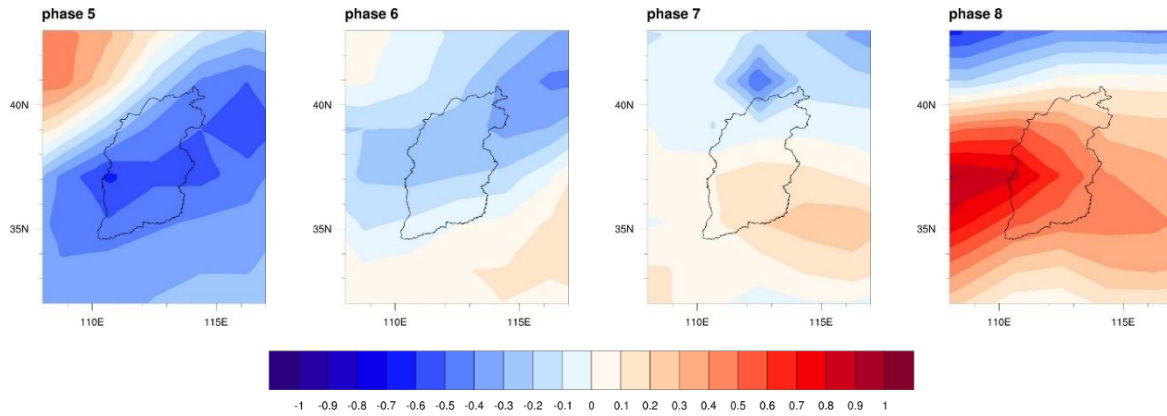 phase 5 phase 6 phase 7 phase 8
40N 40N 40N 40N
35N 35N 35N 35N
110E 115E 110E 115E 110E 115E 110E 115E
-1 -0.9 -0.8 -0.7 -0.6 -0.5 -0.4 -0.3 -0.2 -0.1 0 0.1 0.2 0.3 0.4 0.5 0.6 0.7 0.8 0.9 1